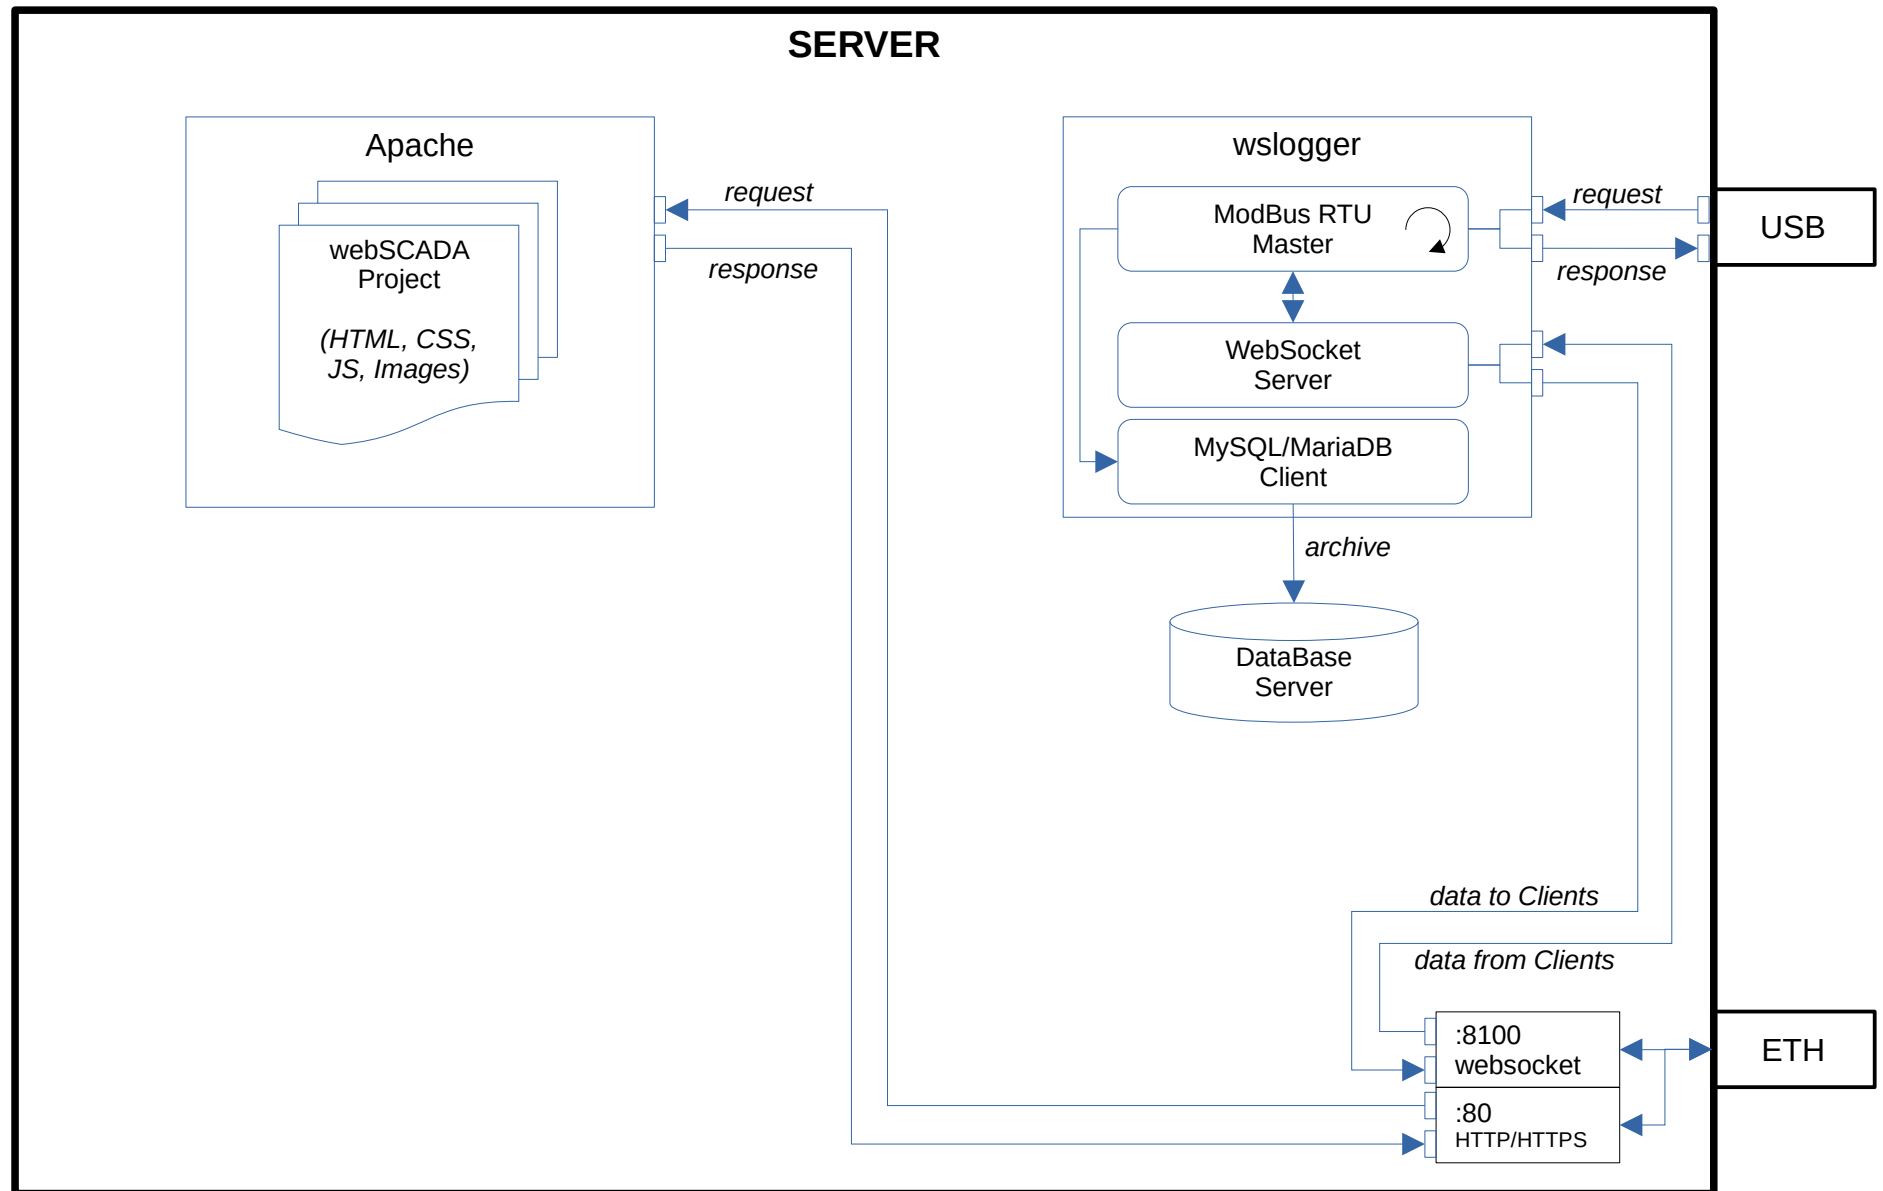 SERVER
Apache
webSCADA
Project
(HTML, CSS,
JS, Images)
request
response
wslogger
ModBus RTU
Master
WebSocket
Server
MySQL/MariaDB
Client
archive
DataBase
Server
request
response
USB
data to Clients
data from Clients
:8100
websocket
:80
HTTP/HTTPS
ETH